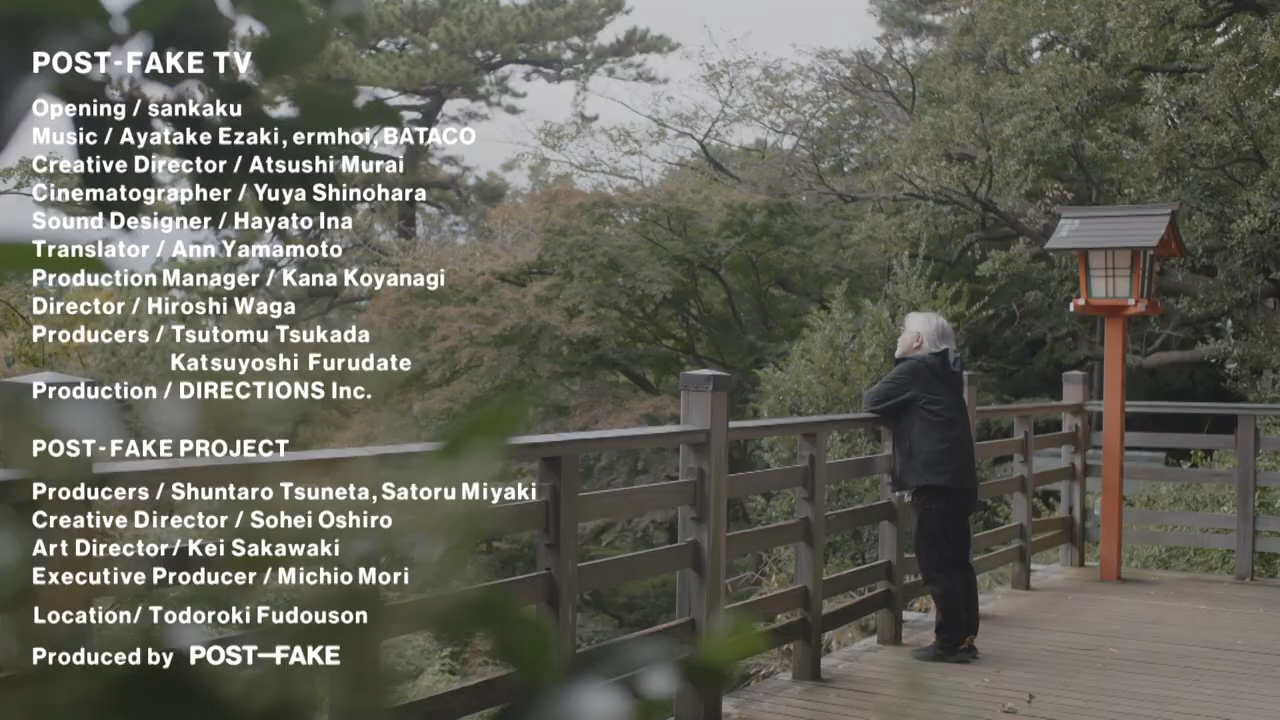 POST-FAKE TV
Opening / sankaku
Music / Ayatake Ezaki, ermhoi, BATACO
Creative Director / Atsushi Murai
Cinematographer / Yuya Shinohara
Sound Designer / Hayato Ina
Translator / Ann Yamamoto
Production Manager / Kana Koyanagi
Director / Hiroshi Waga
Producers / Tsutomu Tsukada
Katsuyoshi Furudate
Production / DIRECTIONS Inc.
POST-FAKE PROJECT
Producers / Shuntaro Tsuneta, Satoru Miyaki
Creative Director / Sohei Oshiro
Art Director/ Kei Sakawaki
Executive Producer / Michio Mori
Location/ Todoroki Fudouson
Produced by POST-FAKE